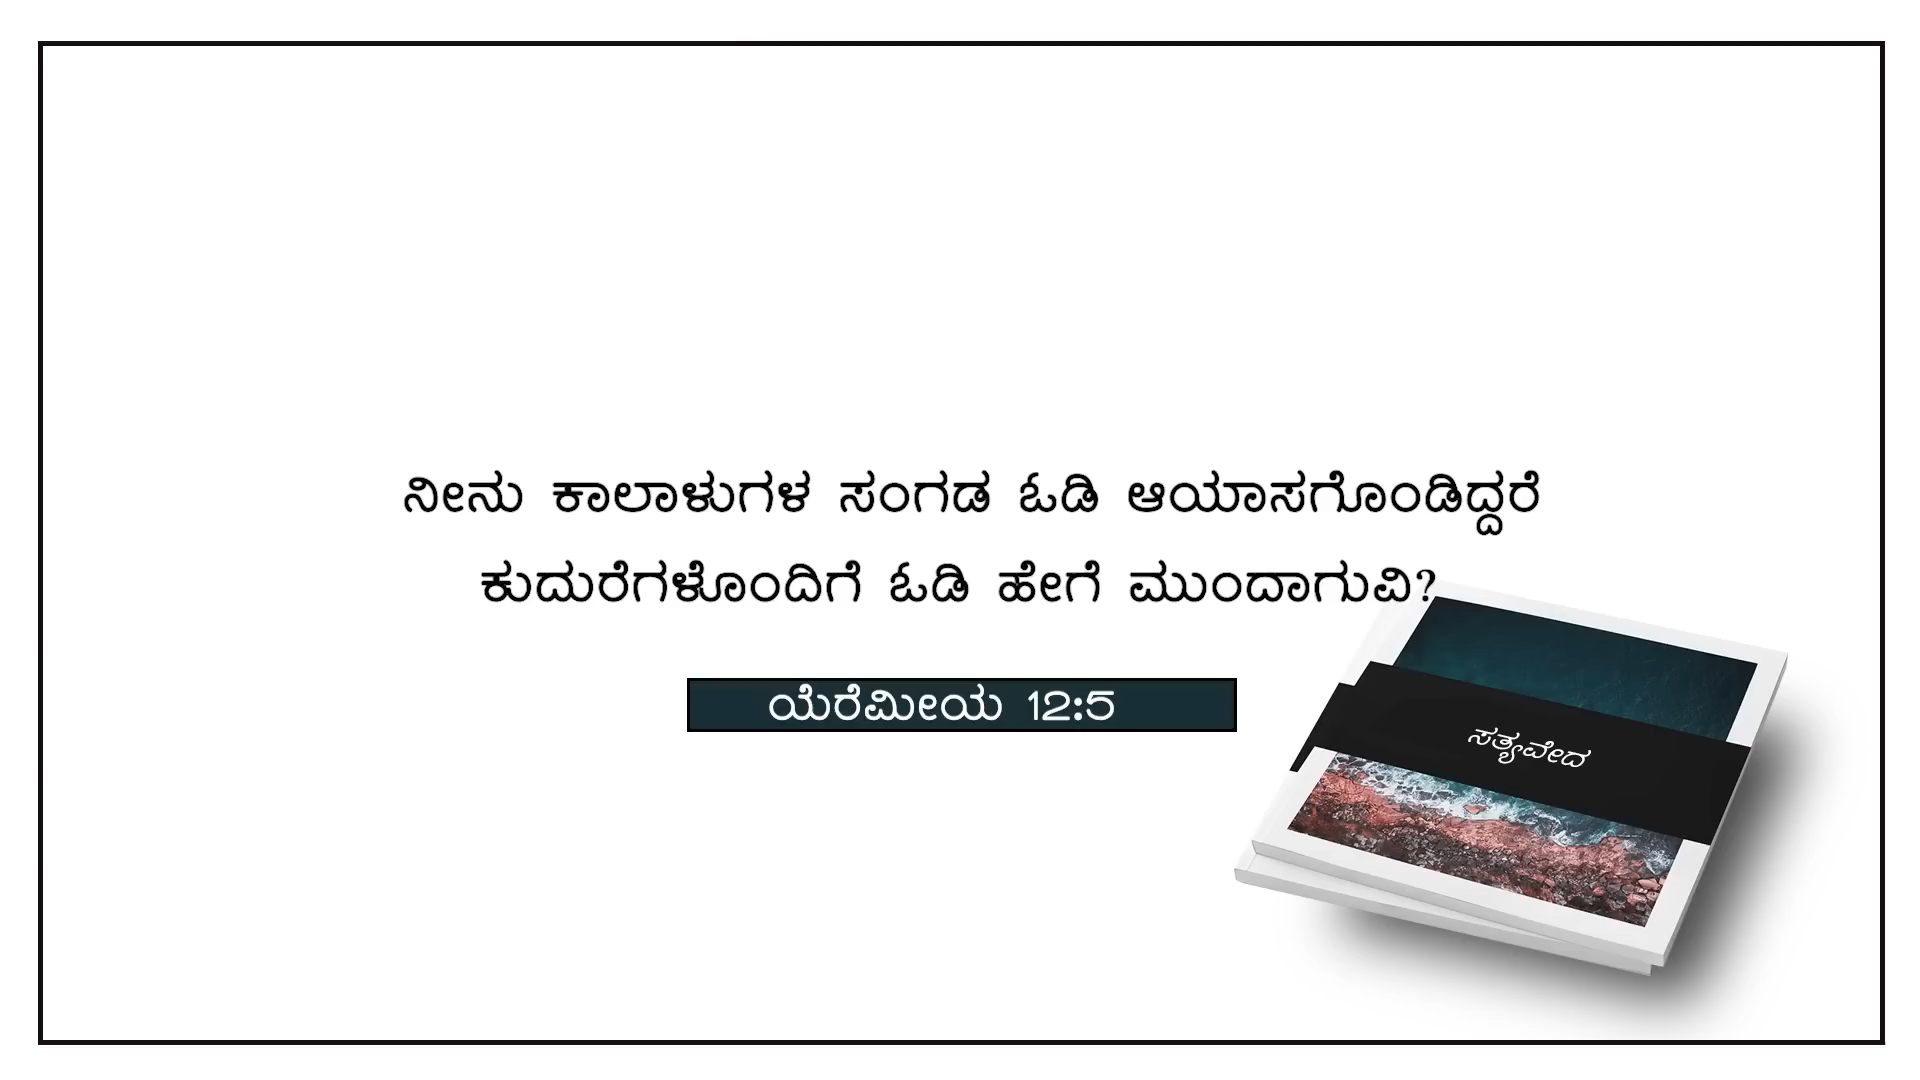 ನೀನು ಕಾಲಾಳುಗಳ ಸಂಗಡ ಓಡಿ ಆಯಾಸಗೊಂಡಿದ್ದರೆ
ಕುದುರೆಗಳೊಂದಿಗೆ ಓಡಿ ಹೇಗೆ ಮುಂದಾಗುವಿ?
ಯೆರೆಮೀಯ 12:5
ಸತ್ಯವೇದ